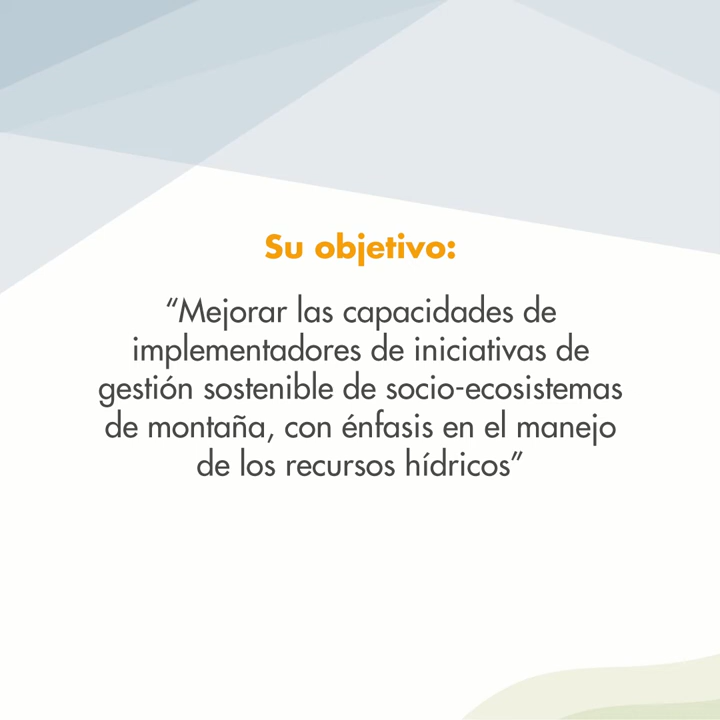 Su objetivo:
“Mejorar las capacidades de
implementadores de iniciativas de
gestión sostenible de socio-ecosistemas
de montaña, con énfasis en el manejo
de los recursos hídricos”